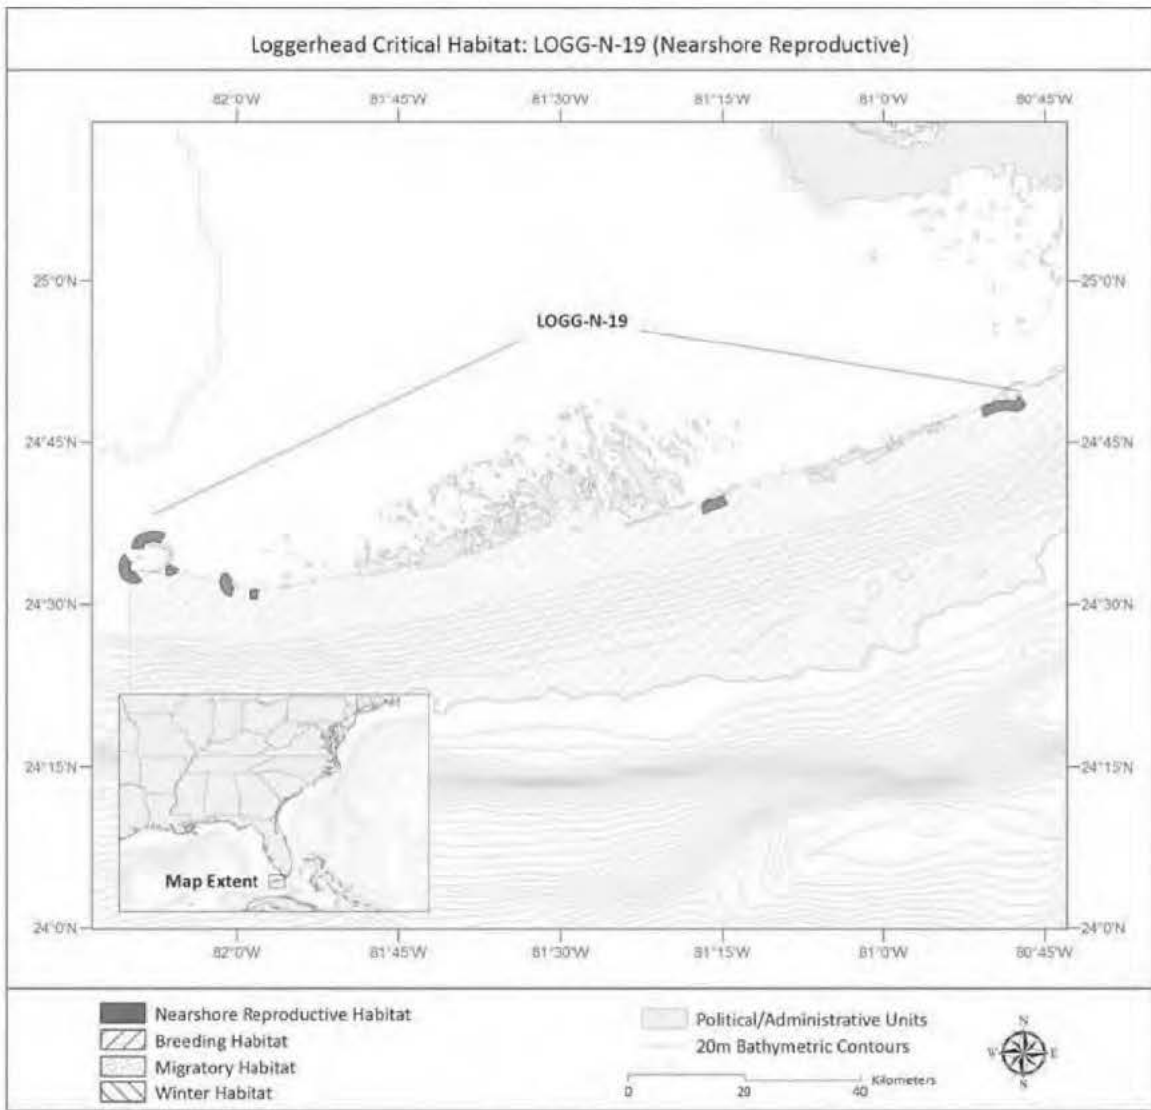 Loggerhead Critical Habitat: LOGG-N-19 (Nearshore Reproductive)
82°0'W 81°45'W 81°30'W 81°15'W 81°0'W 80°45'W
25°0'N 25°0'N
LOGG-N-19
24°45'N 24°45'N
24°30'N 24°30'N
24°15'N 24°15'N
Map Extent
24°0'N 24°0'N
82°0'W 81°45'W 81°30'W 81°15'W 81°0'W 80°45'W
Nearshore Reproductive Habitat
Breeding Habitat
Migratory Habitat
Winter Habitat
Political/Administrative Units
20m Bathymetric Contours
Kilometers
0 20 40
N
W E
S